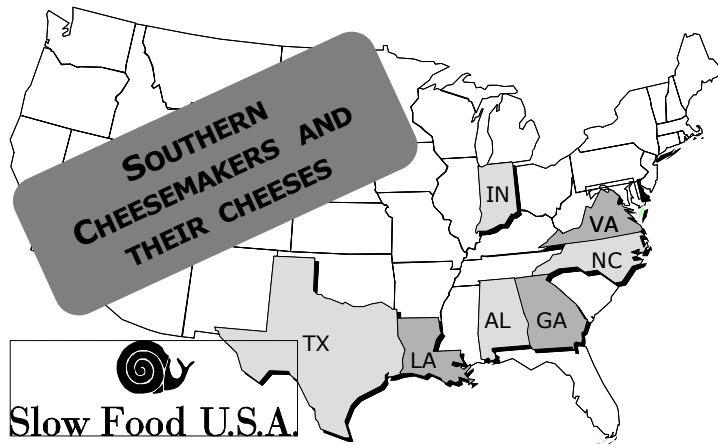 SOUTHERN
CHEESEMAKERS AND
THEIR CHEESES
IN
VA
NC
TX
LA
AL
GA
Slow Food U.S.A.